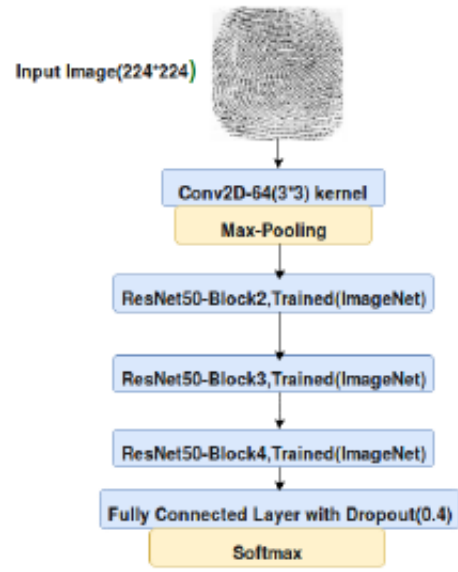 Input Image(224*224)
Conv2D-64(3*3) kernel
Max-Pooling
ResNet50-Block2,Trained(ImageNet)
ResNet50-Block3,Trained(ImageNet)
ResNet50-Block4,Trained(ImageNet)
Fully Connected Layer with Dropout(0.4)
Softmax